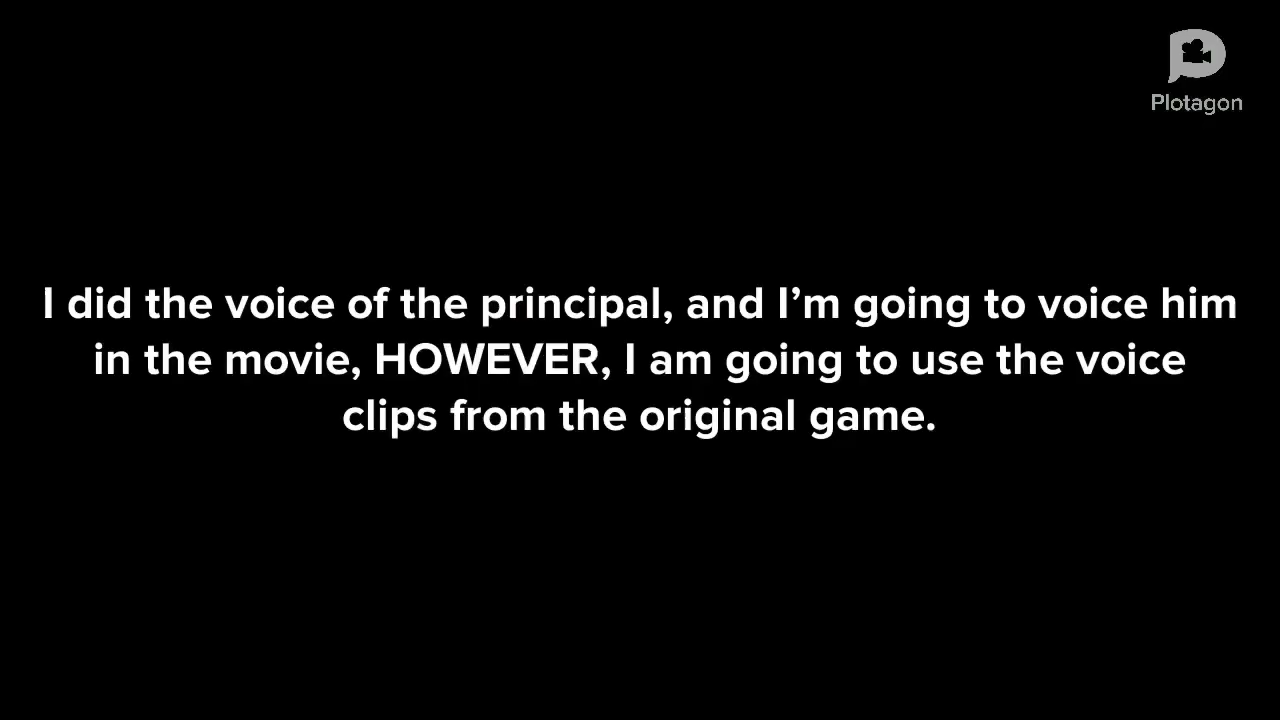 Plotagon
I did the voice of the principal, and I’m going to voice him
in the movie, HOWEVER, I am going to use the voice
clips from the original game.